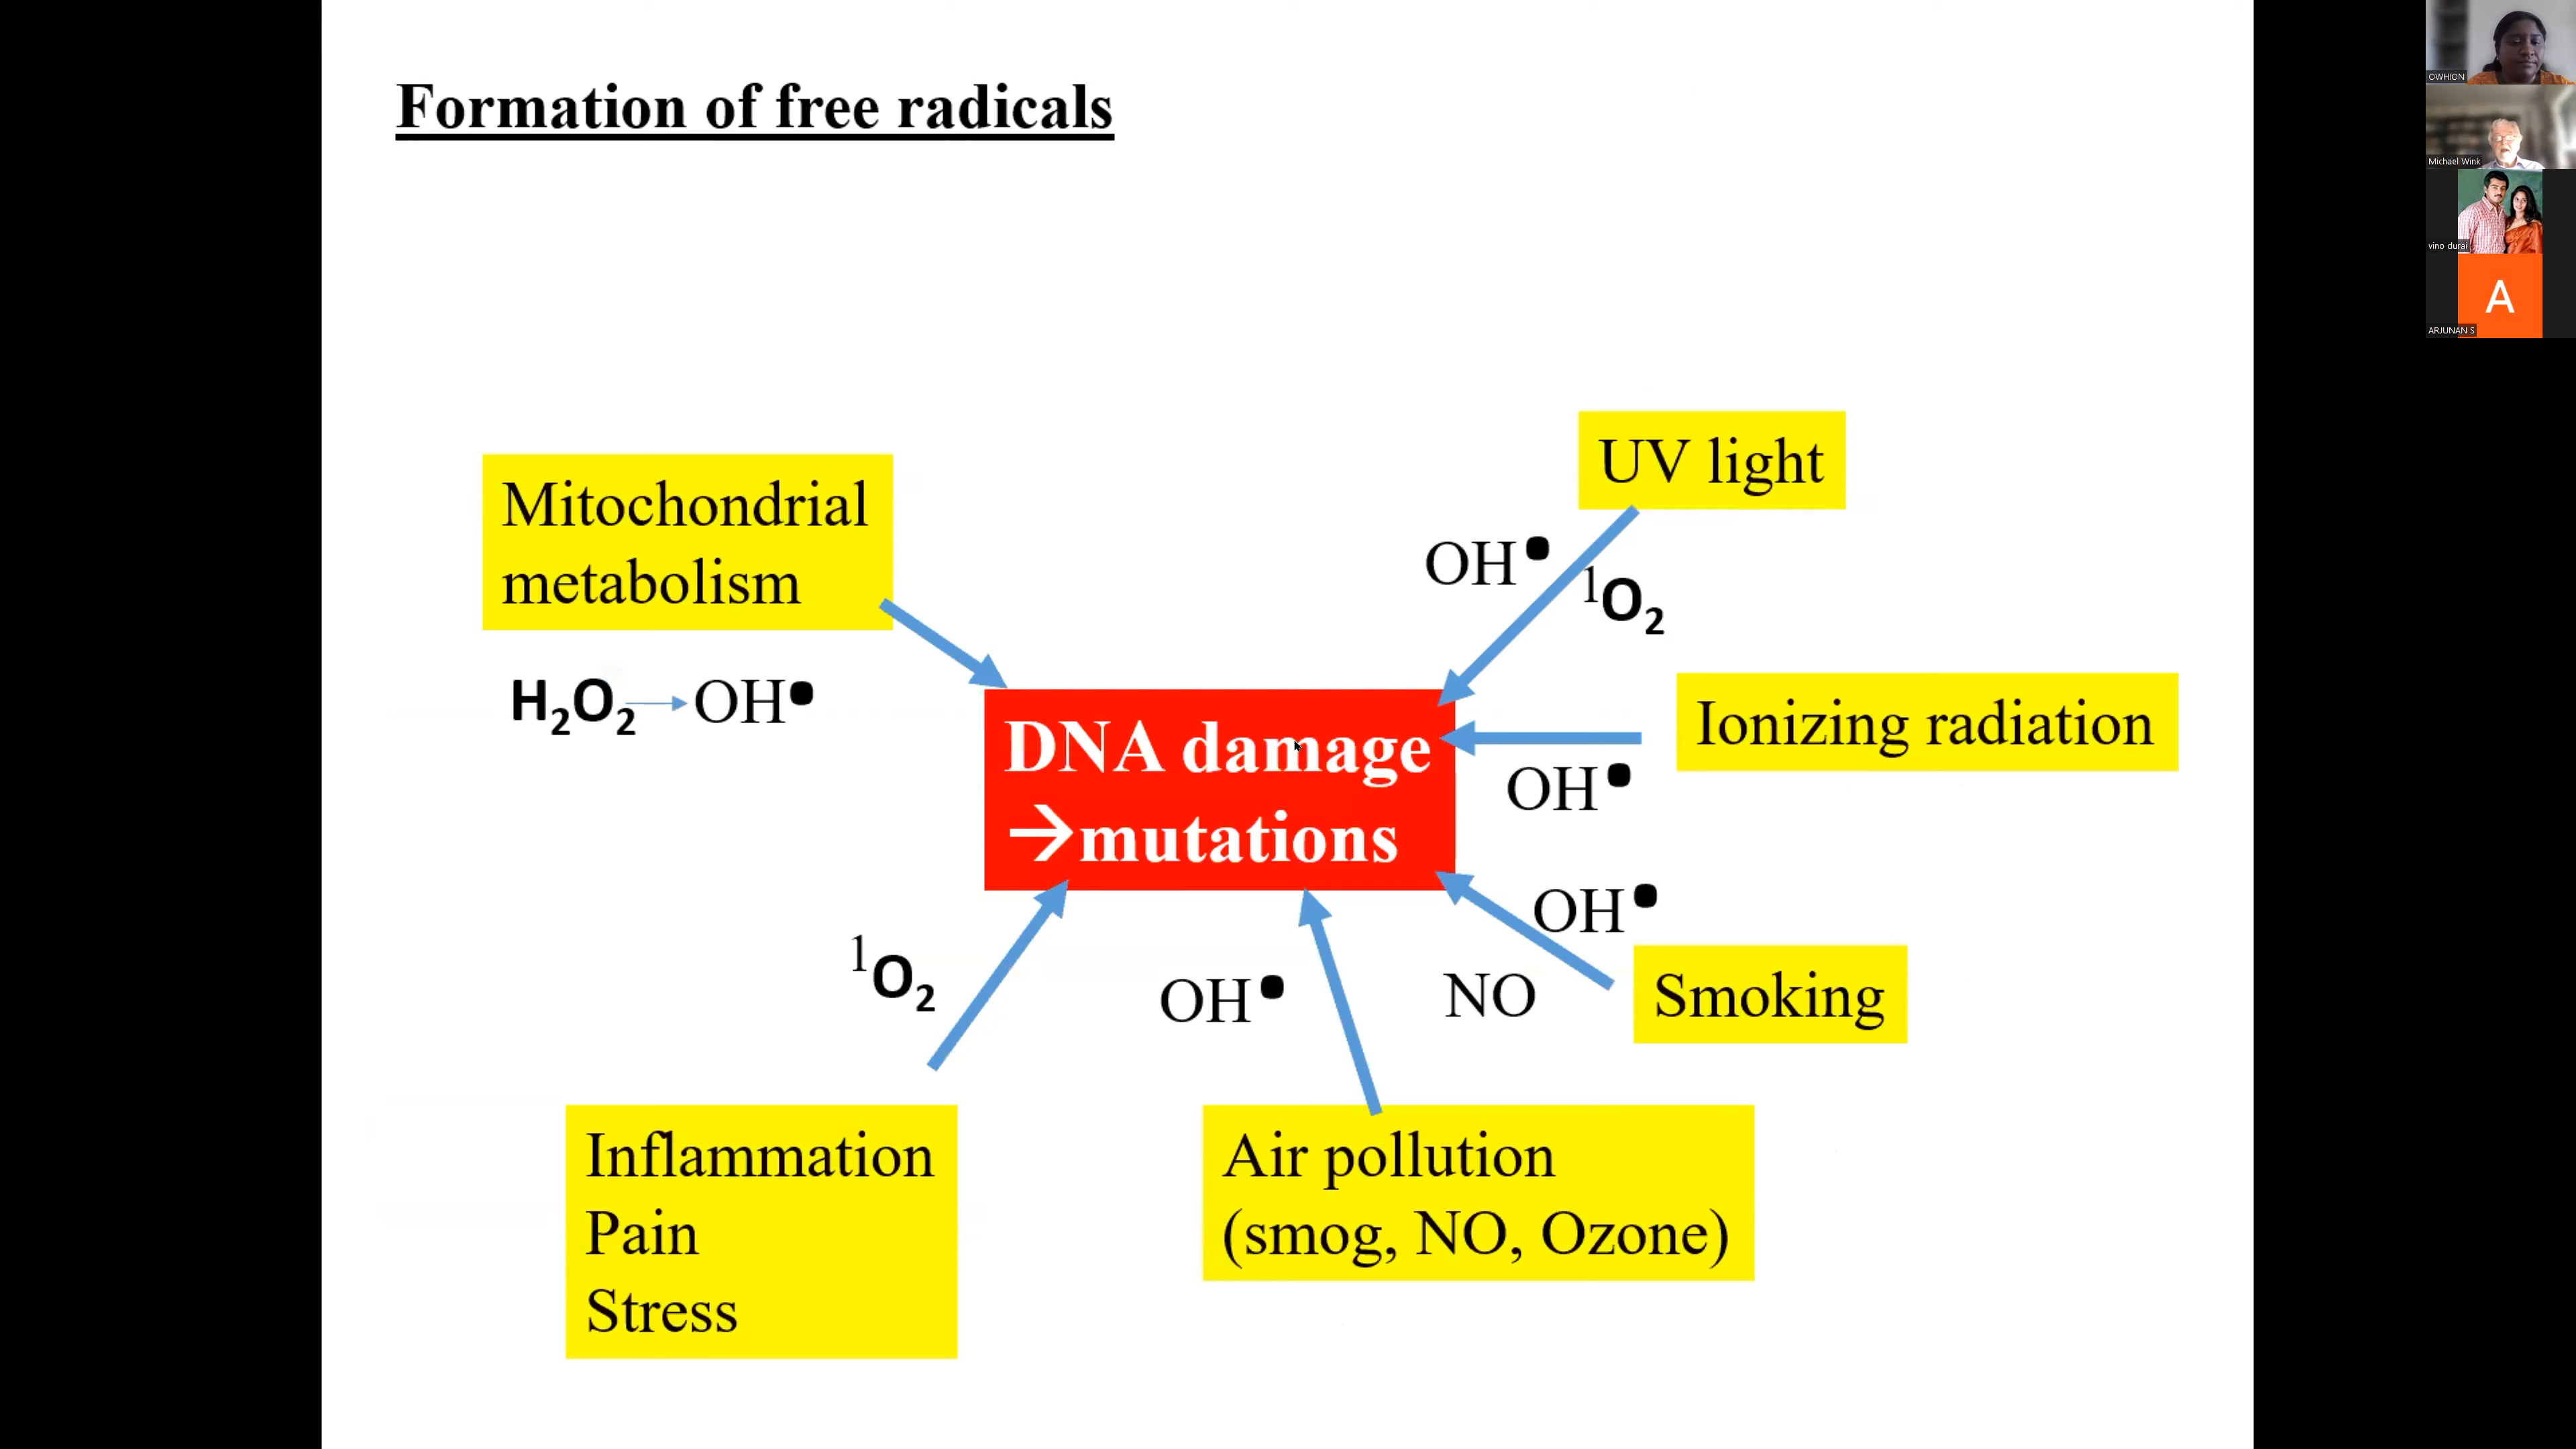 Formation of free radicals
UV light
Mitochondrial
metabolism
OH•
¹O₂
H₂O₂ → OH•
Ionizing radiation
DNA damage
→mutations
OH•
OH•
¹O₂
OH•
NO
Smoking
Inflammation
Pain
Stress
Air pollution
(smog, NO, Ozone)
OWHION
Michael Wink
vino durai
A
ARJUNAN S